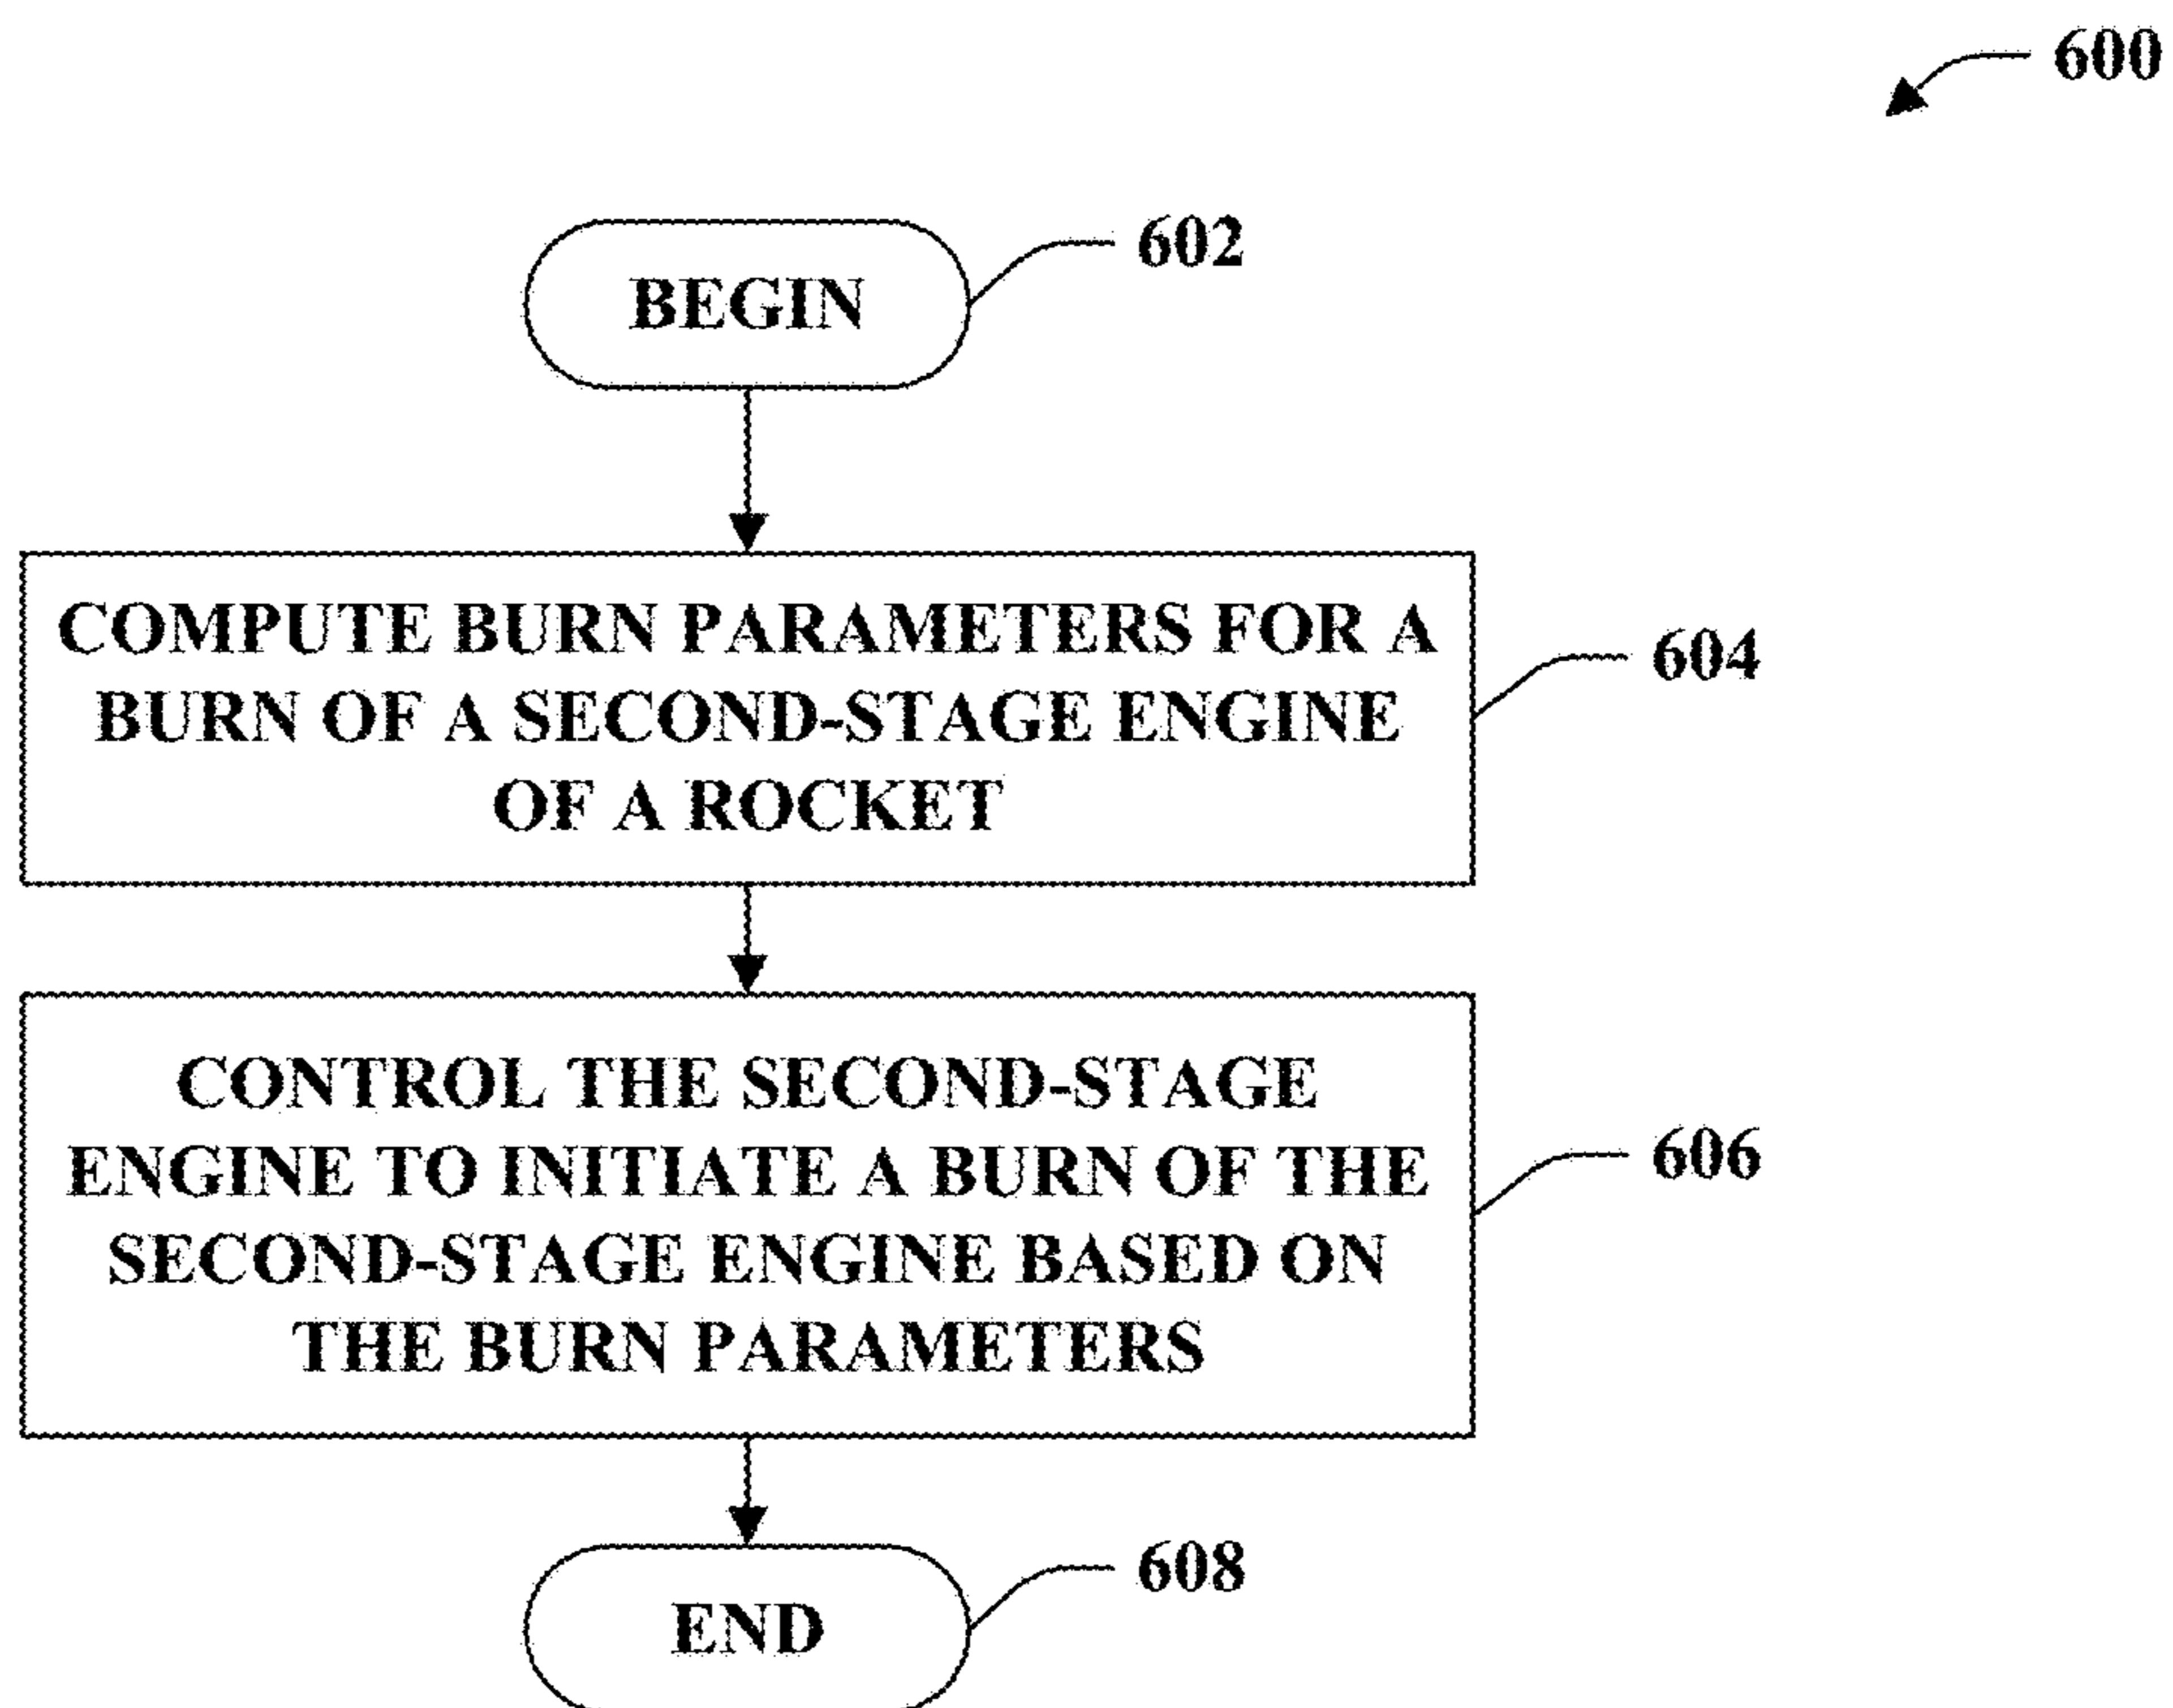 600
602
BEGIN
COMPUTE BURN PARAMETERS FOR A
BURN OF A SECOND-STAGE ENGINE
OF A ROCKET
604
CONTROL THE SECOND-STAGE
ENGINE TO INITIATE A BURN OF THE
SECOND-STAGE ENGINE BASED ON
THE BURN PARAMETERS
606
608
END